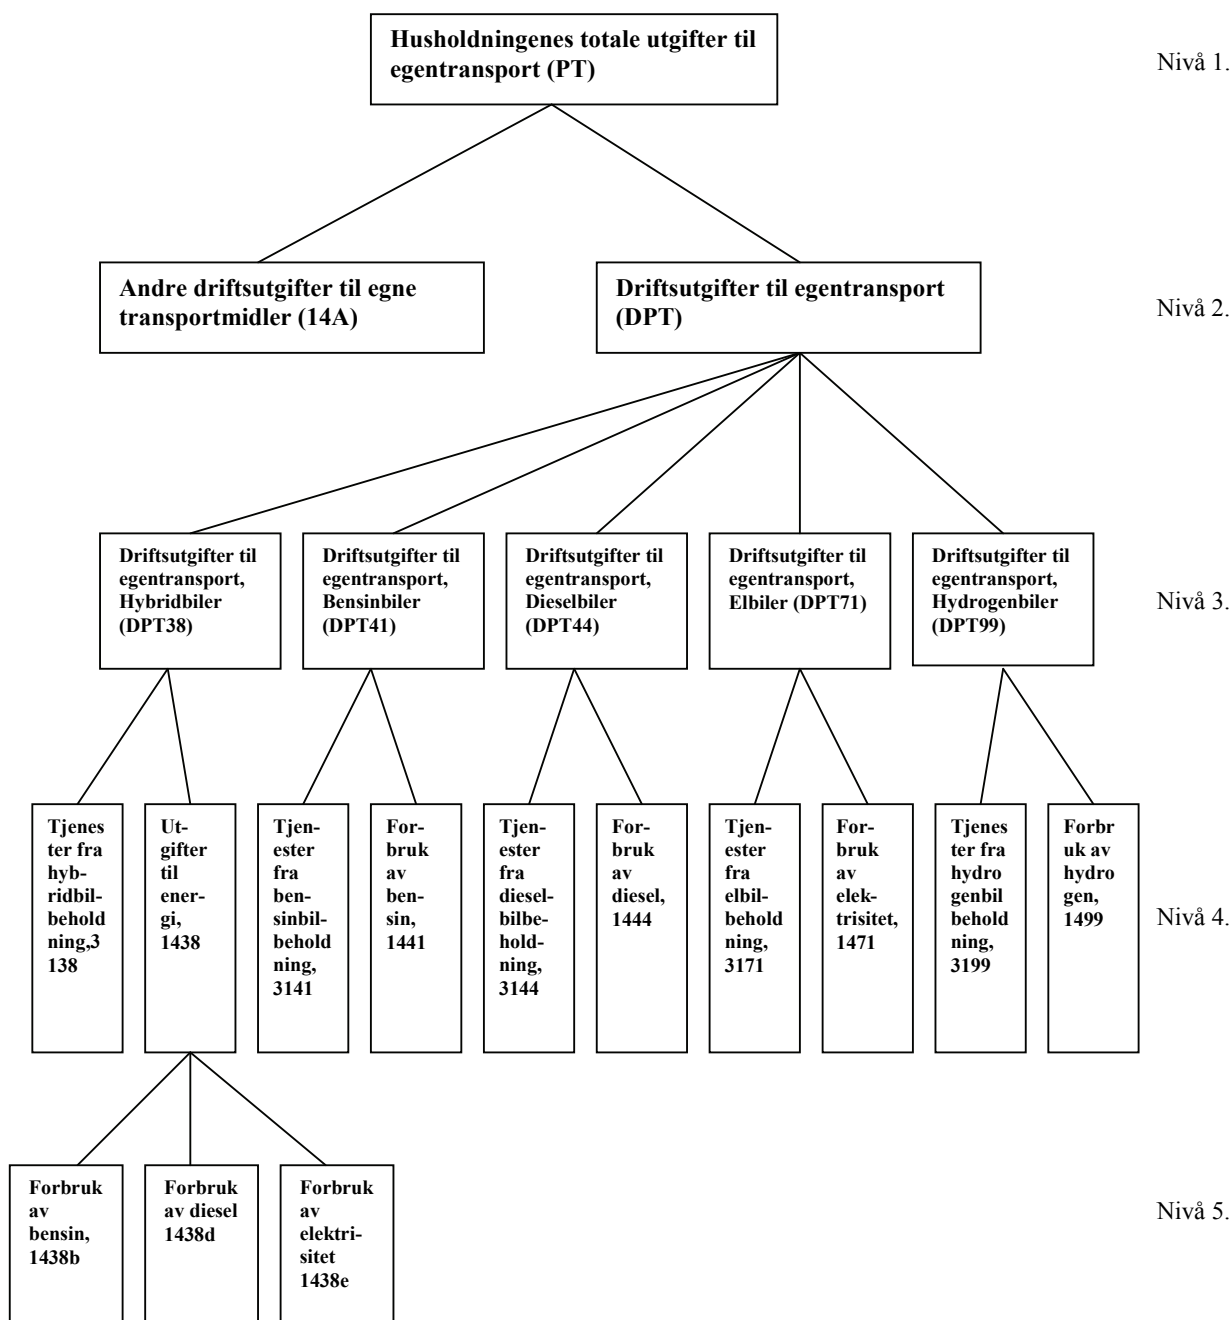 Husholdningenes totale utgifter til
egentransport (PT)
Nivå 1.
Andre driftsutgifter til egne
transportmidler (14A)
Driftsutgifter til egentransport
(DPT)
Nivå 2.
Driftsutgifter til
egentransport,
Hybridbiler
(DPT38)
Driftsutgifter til
egentransport,
Bensinbiler
(DPT41)
Driftsutgifter til
egentransport,
Dieselbiler
(DPT44)
Driftsutgifter til
egentransport,
Elbiler (DPT71)
Driftsutgifter til
egentransport,
Hydrogenbiler
(DPT99)
Nivå 3.
Tjenes
ter fra
hyb-
ridbil-
behold
ning,3
138
Ut-
gifter
til
ener-
gi,
1438
Tjen-
ester
fra
ben-
sinbil-
behold
ning,
3141
For-
bruk
av
ben-
sin,
1441
Tjen-
ester
fra
diesel-
bilbe-
hold-
ning,
3144
For-
bruk
av
diesel,
1444
Tjen-
ester
fra
elbil-
behold
ning,
3171
For-
bruk
av
elek-
trisitet,
1471
Tjenes
ter fra
hydro
genbil
behold
ning,
3199
Forbr
uk av
hydro
gen,
1499
Nivå 4.
Forbruk
av
bensin,
1438b
Forbruk
av diesel
1438d
Forbruk
av
elektri-
sitet
1438e
Nivå 5.